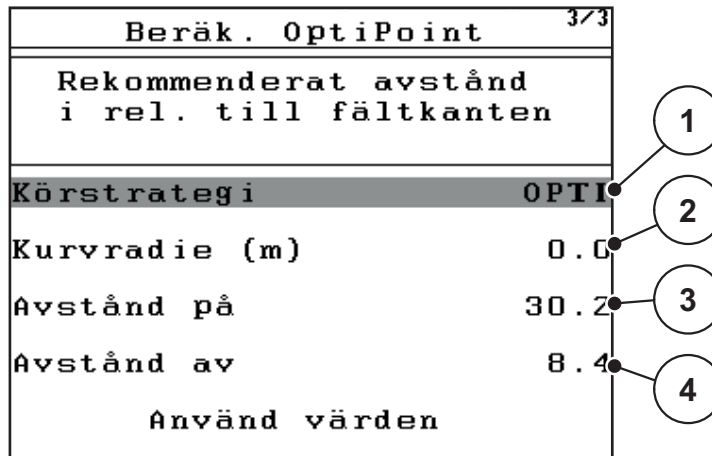 Beräk. OptiPoint 3/3
Rekommenderat avstånd
i rel. till fältkanten
Körstrategi OPTI 1
Kurvradie (m) 0.0 2
Avstånd på 30.2 3
Avstånd av 8.4 4
Använd värden